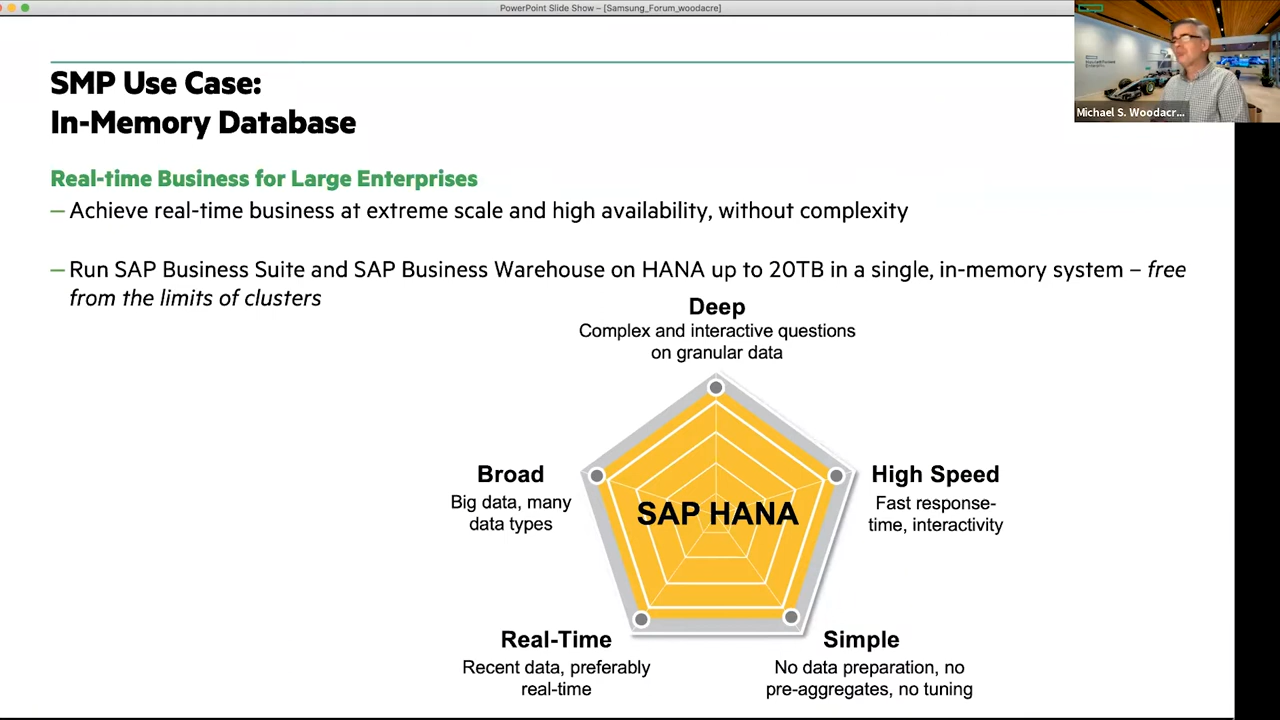 PowerPoint Slide Show – [Samsung_Forum_woodacre]
SMP Use Case:
In-Memory Database
Michael S. Woodacr...
Real-time Business for Large Enterprises
– Achieve real-time business at extreme scale and high availability, without complexity
– Run SAP Business Suite and SAP Business Warehouse on HANA up to 20TB in a single, in-memory system – free
from the limits of clusters
Deep
Complex and interactive questions
on granular data
Broad
Big data, many
data types
High Speed
Fast response-
time, interactivity
SAP HANA
Real-Time
Recent data, preferably
real-time
Simple
No data preparation, no
pre-aggregates, no tuning